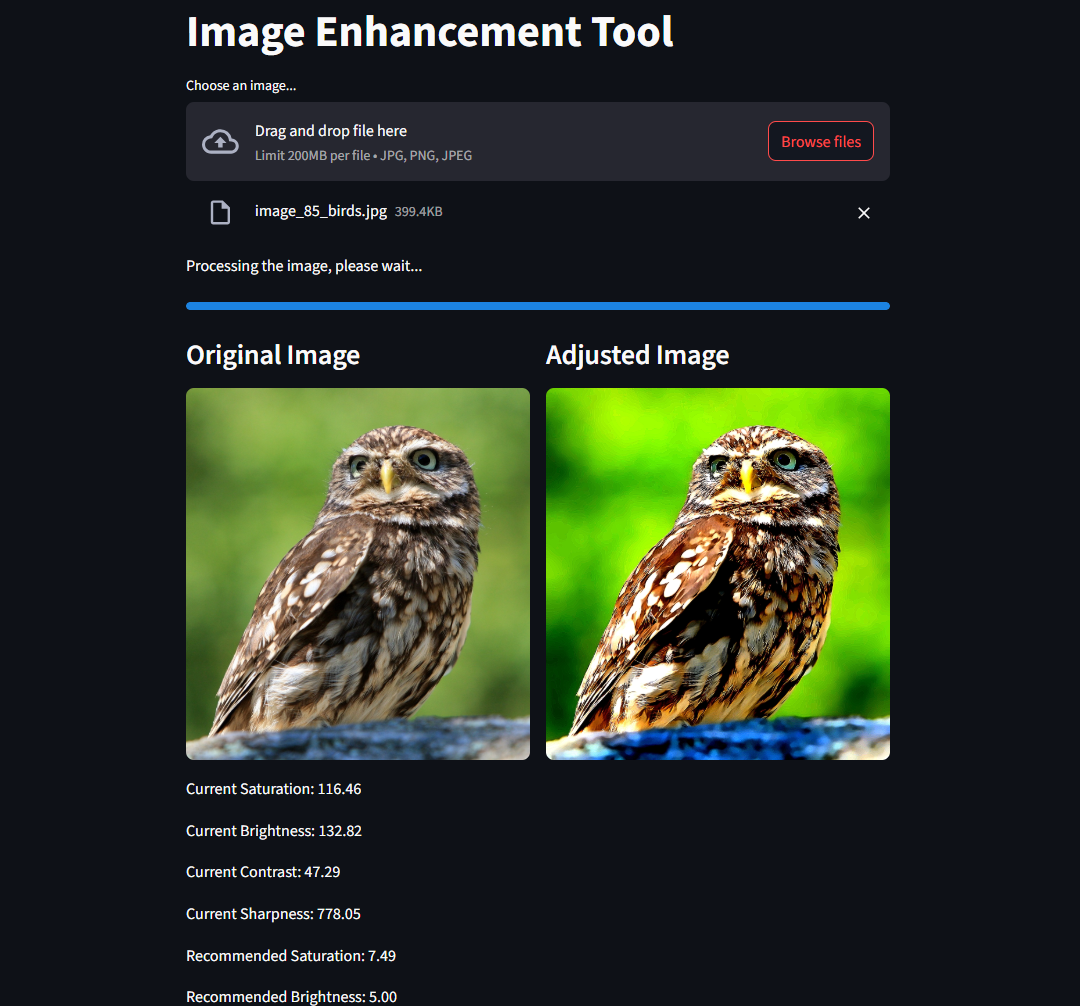 Image Enhancement Tool
Choose an image...
Drag and drop file here
Limit 200MB per file • JPG, PNG, JPEG
Browse files
image_85_birds.jpg 399.4KB
Processing the image, please wait...
Original Image
Adjusted Image
Current Saturation: 116.46
Current Brightness: 132.82
Current Contrast: 47.29
Current Sharpness: 778.05
Recommended Saturation: 7.49
Recommended Brightness: 5.00